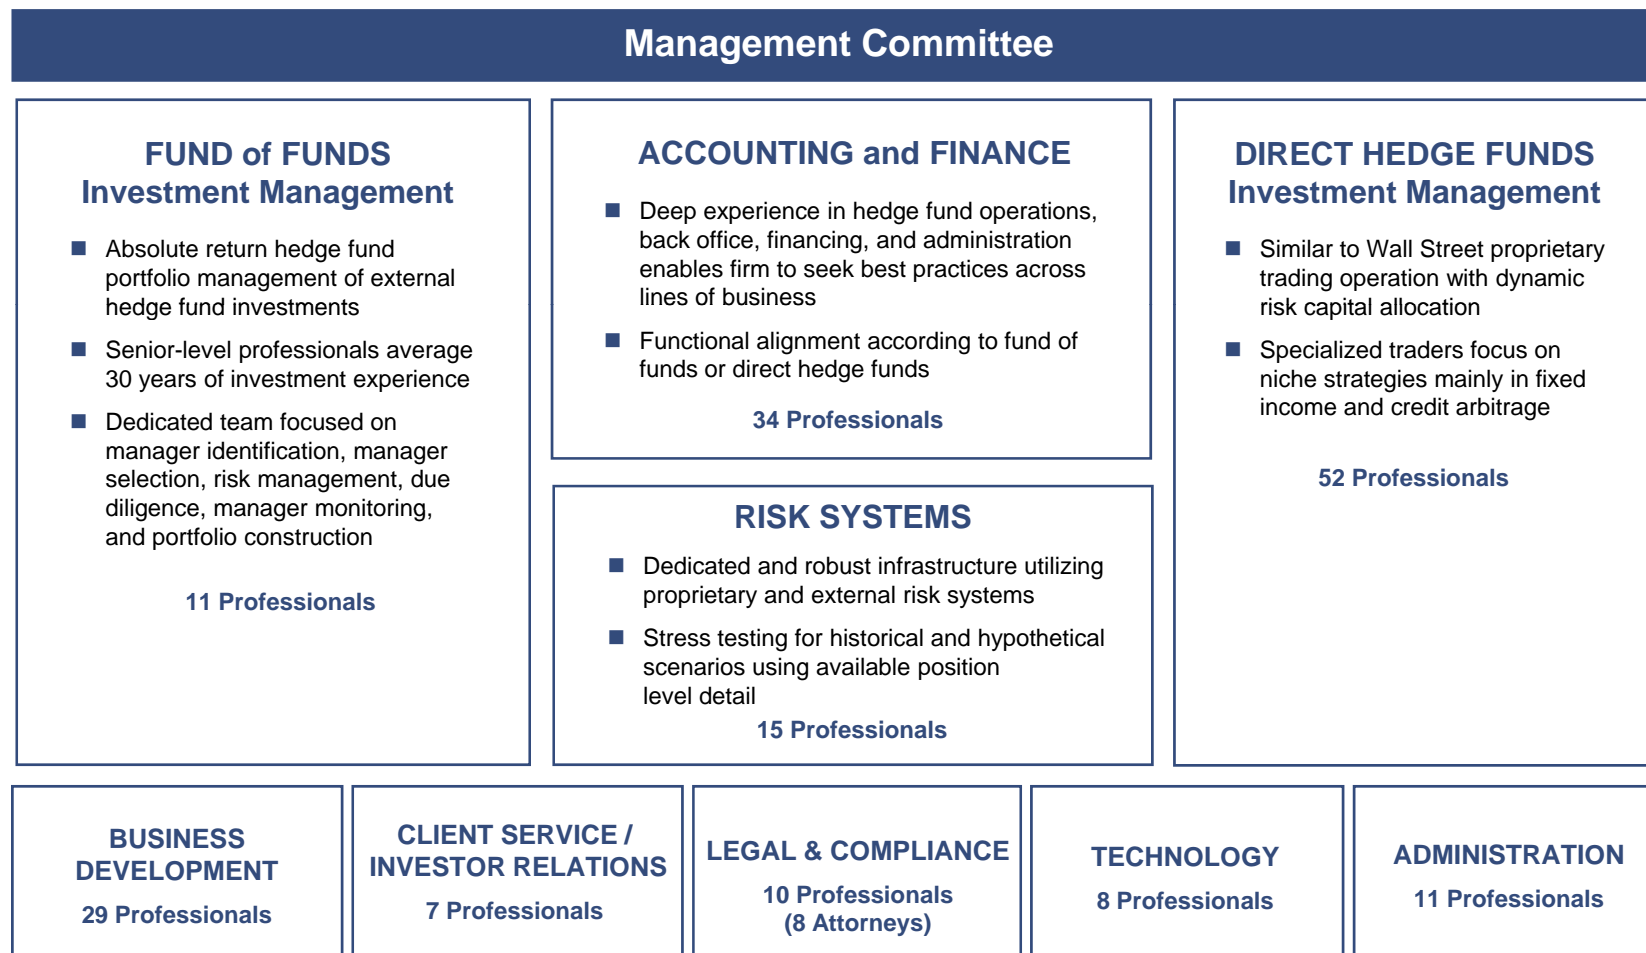 Management Committee
FUND of FUNDS
Investment Management
■ Absolute return hedge fund
portfolio management of external
hedge fund investments
■ Senior-level professionals average
30 years of investment experience
■ Dedicated team focused on
manager identification, manager
selection, risk management, due
diligence, manager monitoring,
and portfolio construction
11 Professionals
ACCOUNTING and FINANCE
■ Deep experience in hedge fund operations,
back office, financing, and administration
enables firm to seek best practices across
lines of business
■ Functional alignment according to fund of
funds or direct hedge funds
34 Professionals
RISK SYSTEMS
■ Dedicated and robust infrastructure utilizing
proprietary and external risk systems
■ Stress testing for historical and hypothetical
scenarios using available position
level detail
15 Professionals
DIRECT HEDGE FUNDS
Investment Management
■ Similar to Wall Street proprietary
trading operation with dynamic
risk capital allocation
■ Specialized traders focus on
niche strategies mainly in fixed
income and credit arbitrage
52 Professionals
BUSINESS
DEVELOPMENT
29 Professionals
CLIENT SERVICE /
INVESTOR RELATIONS
7 Professionals
LEGAL & COMPLIANCE
10 Professionals
(8 Attorneys)
TECHNOLOGY
8 Professionals
ADMINISTRATION
11 Professionals